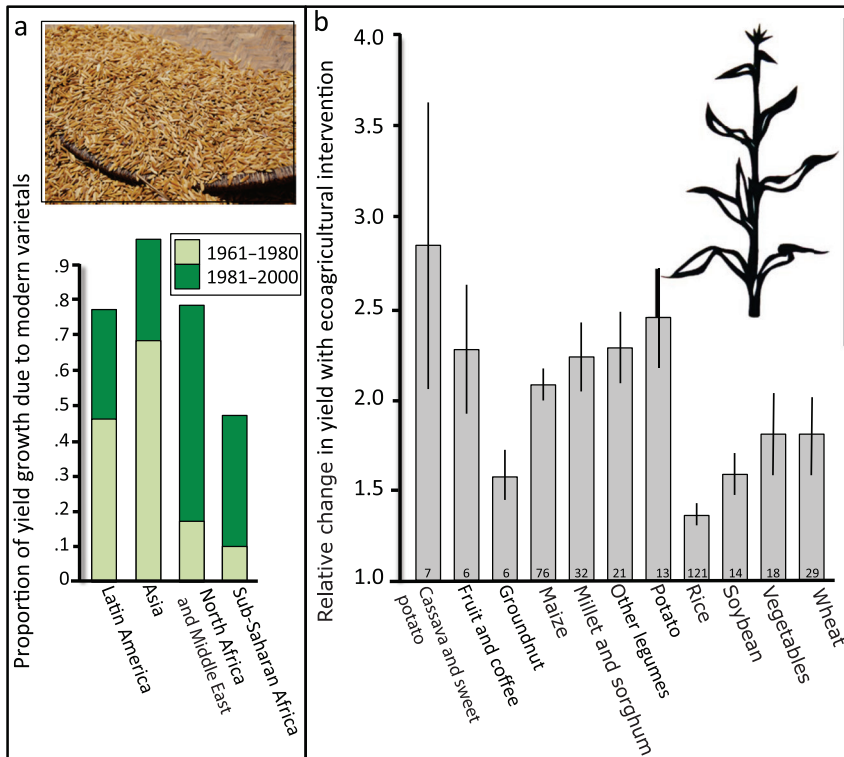 a
Proportion of yield growth due to modern varietals
1961–1980
1981–2000
.9
.8
.7
.6
.5
.4
.3
.2
.1
0
Latin America
Asia
North Africa
and Middle East
Sub-Saharan Africa
b
Relative change in yield with ecoagricultural intervention
4.0
3.5
3.0
2.5
2.0
1.5
1.0
7
6
6
76
32
21
13
121
14
18
29
Cassava and sweet
potato
Fruit and coffee
Groundnut
Maize
Millet and sorghum
Other legumes
Potato
Rice
Soybean
Vegetables
Wheat